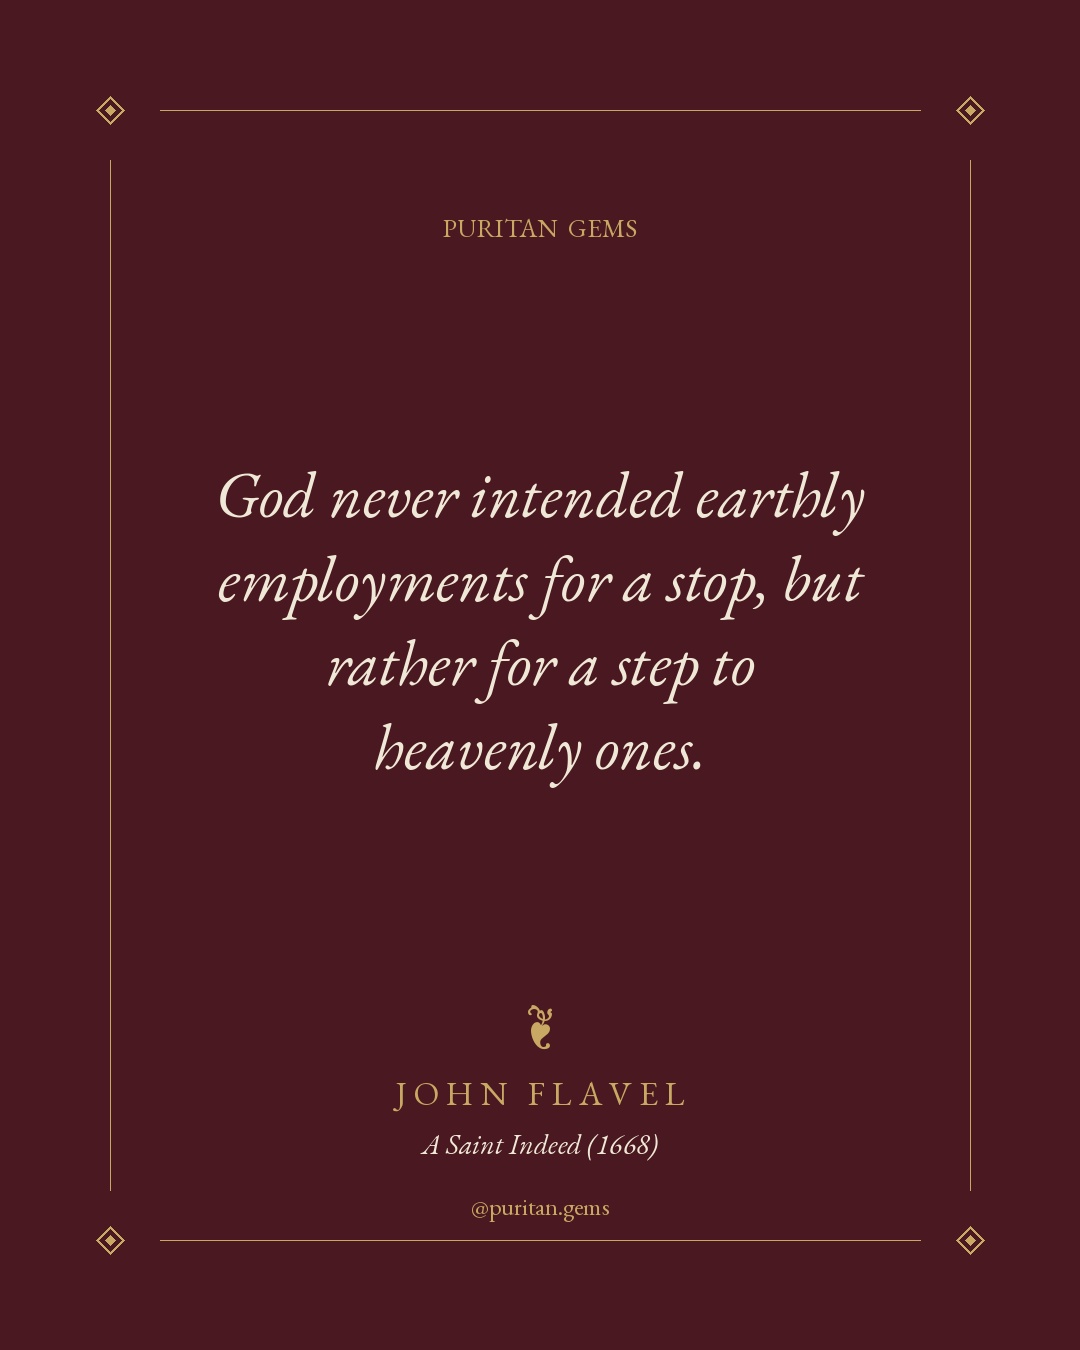 PURITAN GEMS
God never intended earthly
employments for a stop, but
rather for a step to
heavenly ones.
JOHN FLAVEL
A Saint Indeed (1668)
@puritan.gems